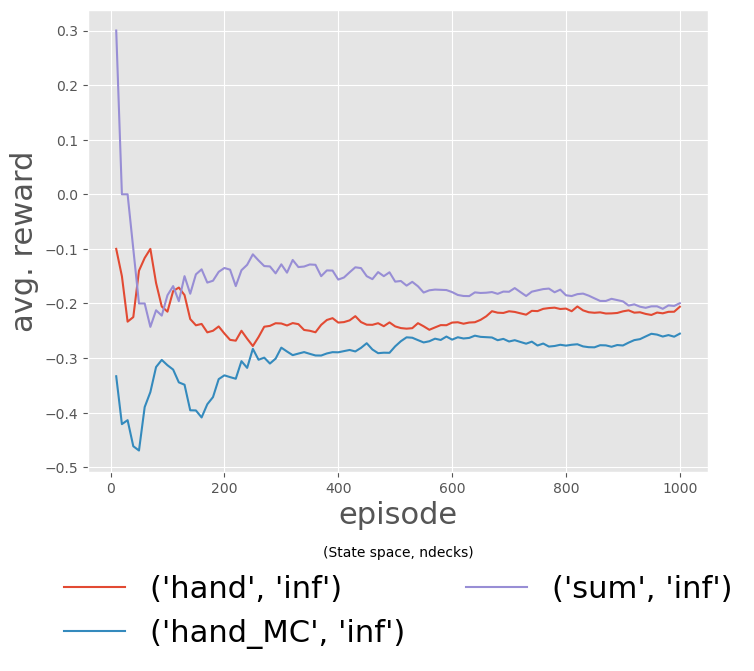 0.3
0.2
0.1
0.0
−0.1
−0.2
−0.3
−0.4
−0.5
avg. reward
0 200 400 600 800 1000
episode
(State space, ndecks)
('hand', 'inf') ('sum', 'inf')
('hand_MC', 'inf')